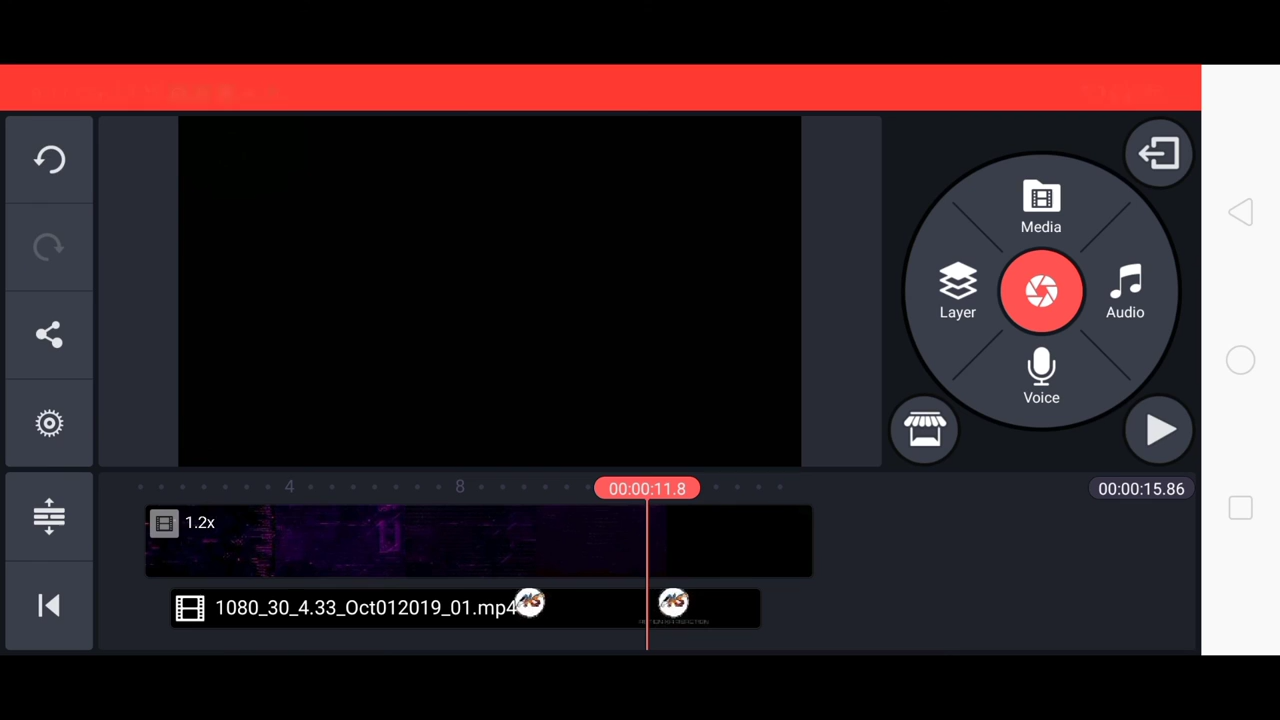 Media
Layer
Audio
Voice
4
8
00:00:11.8
00:00:15.86
1.2x
1080_30_4.33_Oct012019_01.mp4